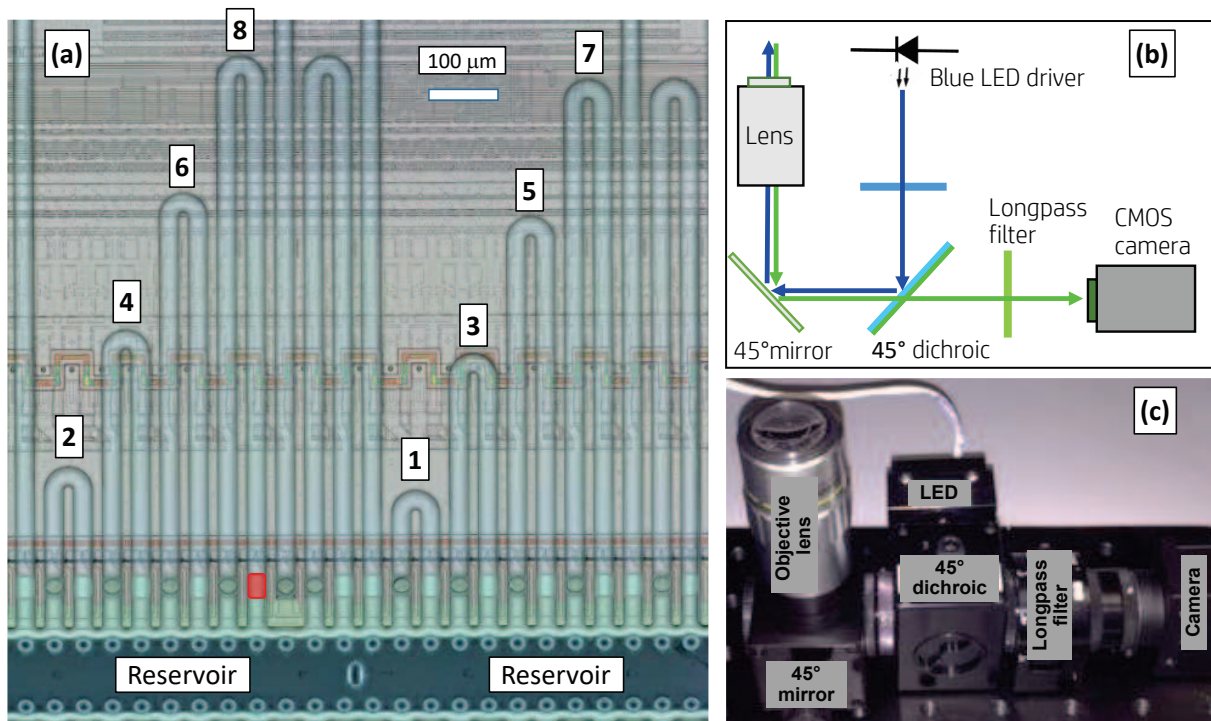 (a)
8
7
100 µm
6
5
4
3
2
1
Reservoir
Reservoir
(b)
Blue LED driver
Lens
Longpass
filter
CMOS
camera
45°mirror
45° dichroic
(c)
LED
Objective
lens
45°
dichroic
Longpass
filter
Camera
45°
mirror